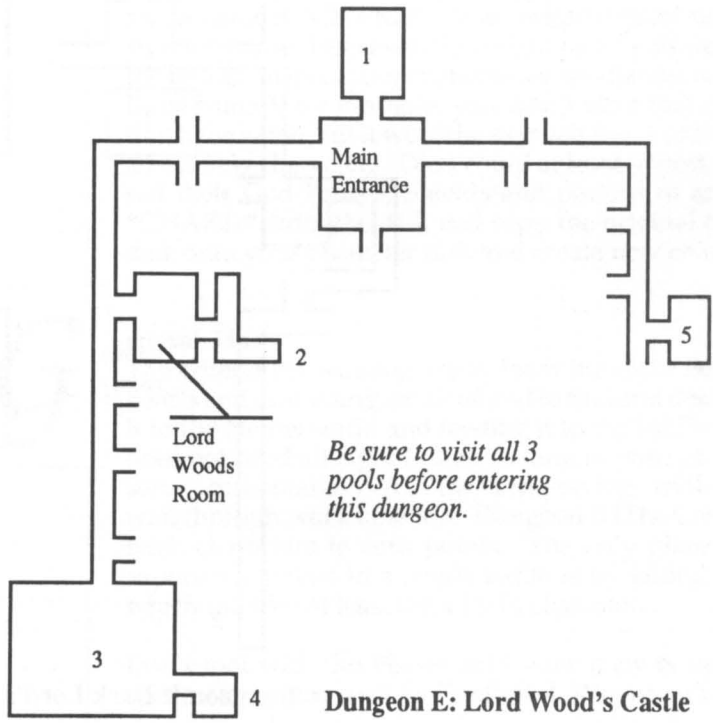 1
Main
Entrance
5
2
Lord
Woods
Room
Be sure to visit all 3
pools before entering
this dungeon.
3
4
Dungeon E: Lord Wood's Castle